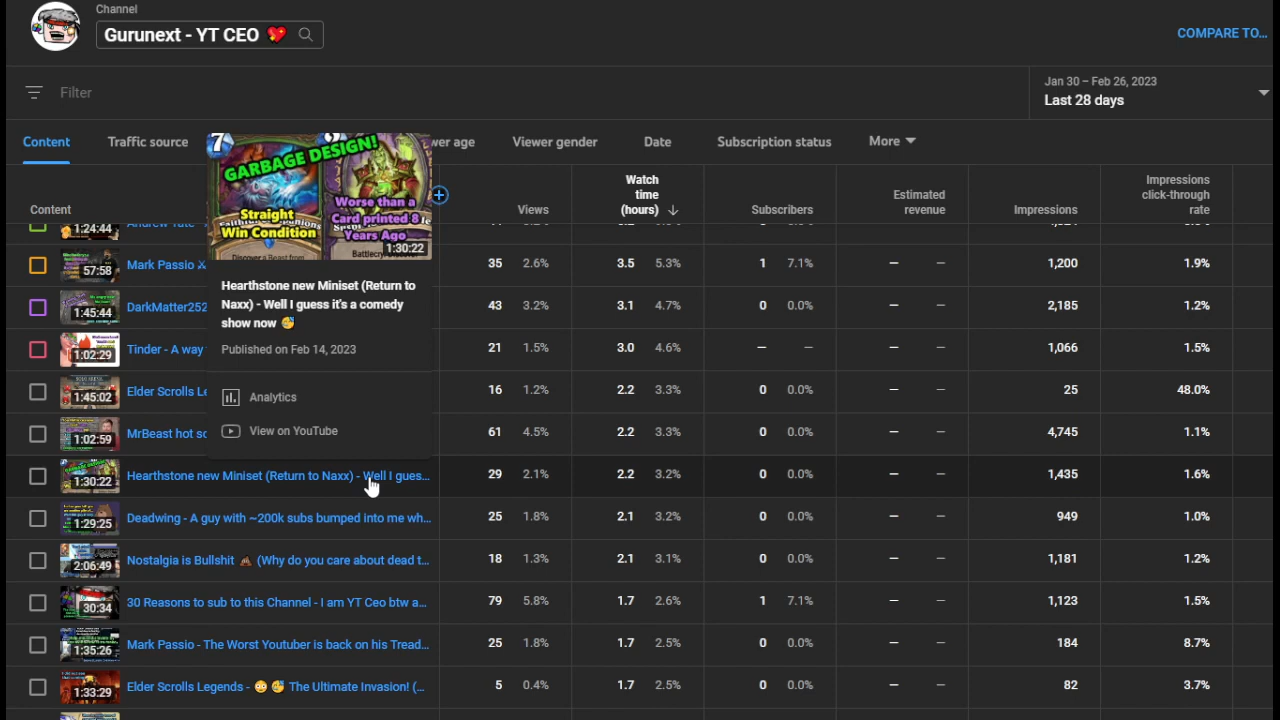 Channel
Gurunext - YT CEO 💖
COMPARE TO...
Filter
Jan 30 – Feb 26, 2023
Last 28 days
Content
Traffic source
wer age
Viewer gender
Date
Subscription status
More
Content
Views
Watch
time
(hours)
Subscribers
Estimated
revenue
Impressions
Impressions
click-through
rate
7
GARBAGE DESIGN!
Straight
Win Condition
Worse than a
Card printed 8
Years Ago
1:30:22
Discover a Beast from
Battlecry
Hearthstone new Miniset (Return to
Naxx) - Well I guess it's a comedy
show now 😅
Published on Feb 14, 2023
Analytics
View on YouTube
1:24:44
57:58 Mark Passio ⚔ 35 2.6% 3.5 5.3% 1 7.1% — — 1,200 1.9%
1:45:44 DarkMatter252 43 3.2% 3.1 4.7% 0 0.0% — — 2,185 1.2%
1:02:29 Tinder - A way 21 1.5% 3.0 4.6% — — — — 1,066 1.5%
1:45:02 Elder Scrolls Le 16 1.2% 2.2 3.3% 0 0.0% — — 25 48.0%
1:02:59 MrBeast hot sc 61 4.5% 2.2 3.3% 0 0.0% — — 4,745 1.1%
1:30:22 Hearthstone new Miniset (Return to Naxx) - Well I gues... 29 2.1% 2.2 3.2% 0 0.0% — — 1,435 1.6%
1:29:25 Deadwing - A guy with ~200k subs bumped into me wh... 25 1.8% 2.1 3.2% 0 0.0% — — 949 1.0%
2:06:49 Nostalgia is Bullshit 💩 (Why do you care about dead t... 18 1.3% 2.1 3.1% 0 0.0% — — 1,181 1.2%
30:34 30 Reasons to sub to this Channel - I am YT Ceo btw a... 79 5.8% 1.7 2.6% 1 7.1% — — 1,123 1.5%
1:35:26 Mark Passio - The Worst Youtuber is back on his Tread... 25 1.8% 1.7 2.5% 0 0.0% — — 184 8.7%
1:33:29 Elder Scrolls Legends - 😳 😅 The Ultimate Invasion! (... 5 0.4% 1.7 2.5% 0 0.0% — — 82 3.7%